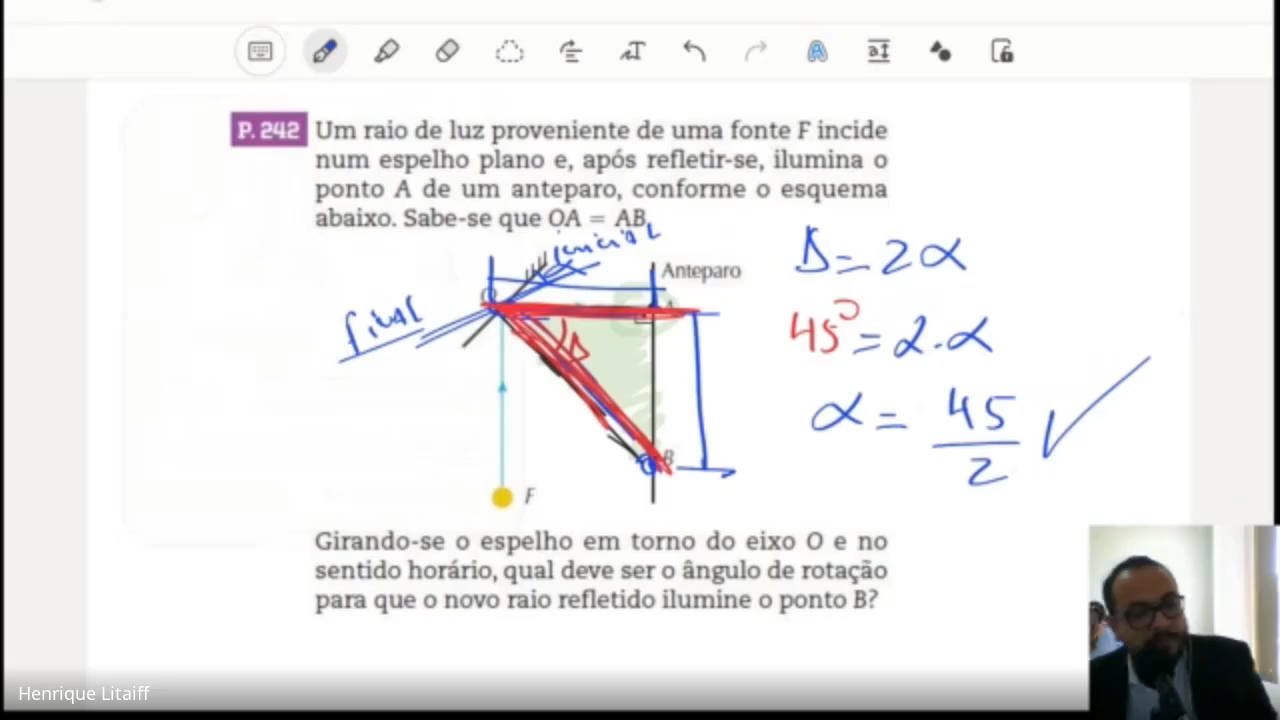 P. 242 Um raio de luz proveniente de uma fonte F incide
num espelho plano e, após refletir-se, ilumina o
ponto A de um anteparo, conforme o esquema
abaixo. Sabe-se que OA = AB.
inicial
Anteparo
O
A
final
Δ
B
F
Δ = 2α
45° = 2.α
α = 45/2
Girando-se o espelho em torno do eixo O e no
sentido horário, qual deve ser o ângulo de rotação
para que o novo raio refletido ilumine o ponto B?
Henrique Litaiff